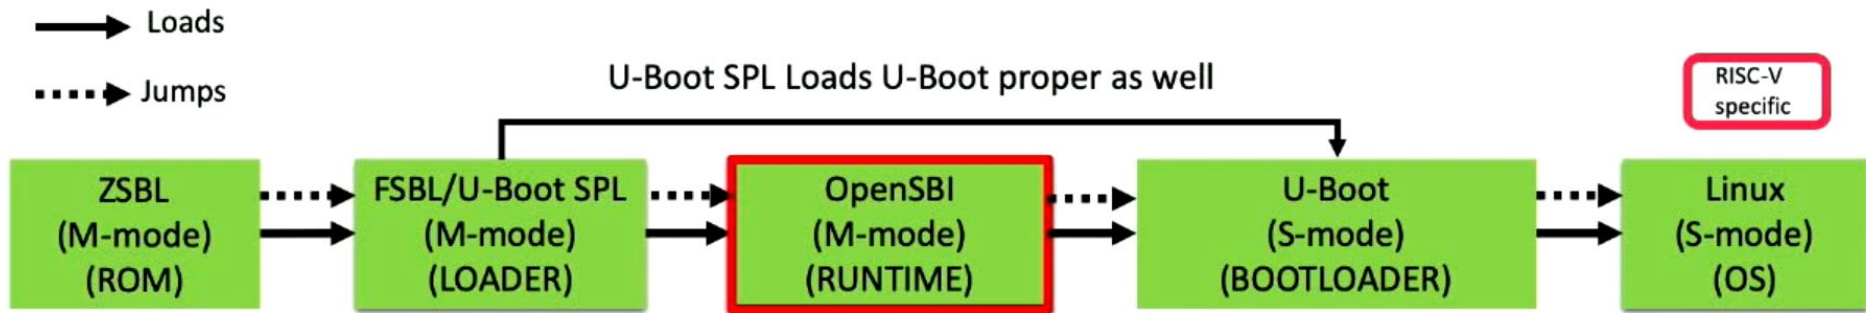 Loads
Jumps
U-Boot SPL Loads U-Boot proper as well
RISC-V
specific
ZSBL
(M-mode)
(ROM)
FSBL/U-Boot SPL
(M-mode)
(LOADER)
OpenSBI
(M-mode)
(RUNTIME)
U-Boot
(S-mode)
(BOOTLOADER)
Linux
(S-mode)
(OS)